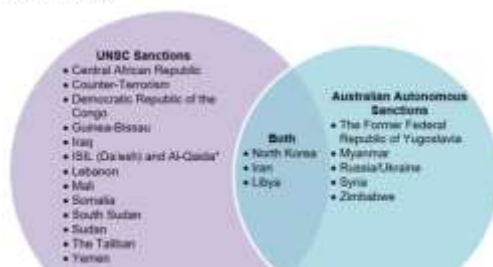 UNSC Sanctions
• Central African Republic
• Counter-Terrorism
• Democratic Republic of the
Congo
• Guinea-Bissau
• Iraq
• ISIL (Da'esh) and Al-Qaida*
• Lebanon
• Mali
• Somalia
• South Sudan
• Sudan
• The Taliban
• Yemen
Both
• North Korea
• Iran
• Libya
Australian Autonomous
Sanctions
• The Former Federal
Republic of Yugoslavia
• Myanmar
• Russia/Ukraine
• Syria
• Zimbabwe